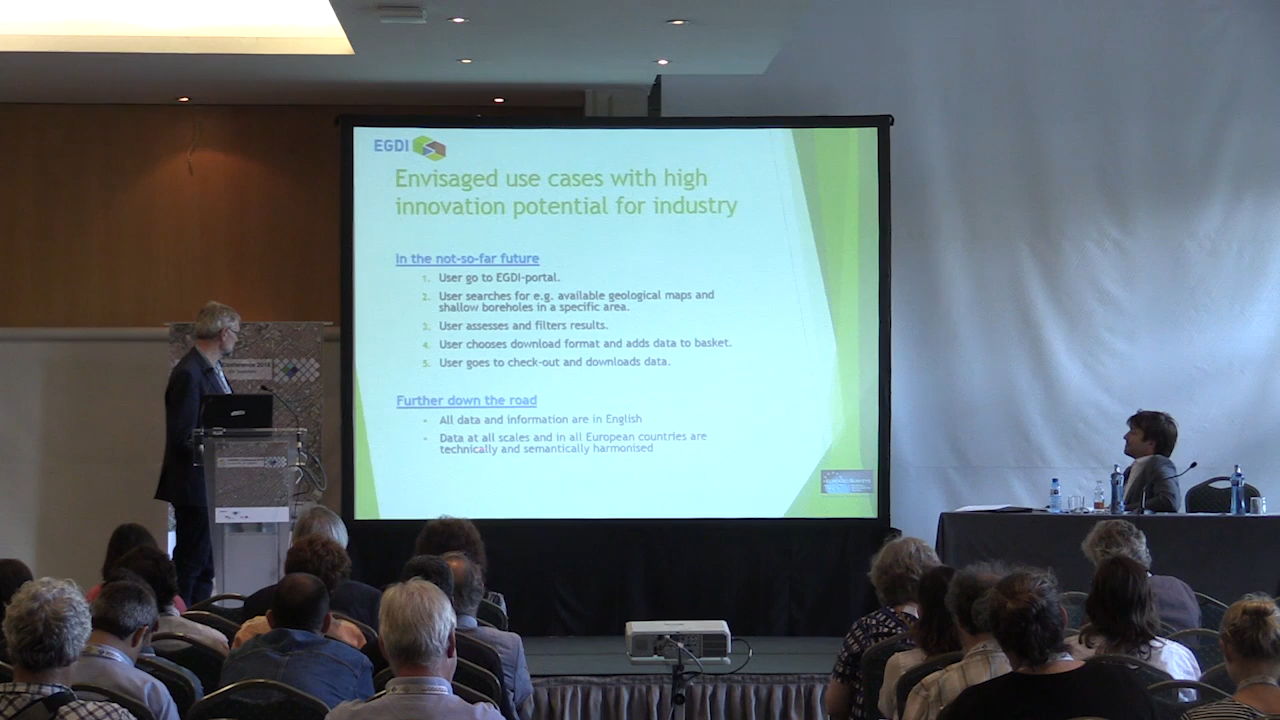 EGDI
Envisaged use cases with high
innovation potential for industry
In the not-so-far future
1. User go to EGDI-portal.
2. User searches for e.g. available geological maps and
shallow boreholes in a specific area.
3. User assesses and filters results.
4. User chooses download format and adds data to basket.
5. User goes to check-out and downloads data.
Further down the road
- All data and information are in English
- Data at all scales and in all European countries are
technically and semantically harmonised
Conference 2016